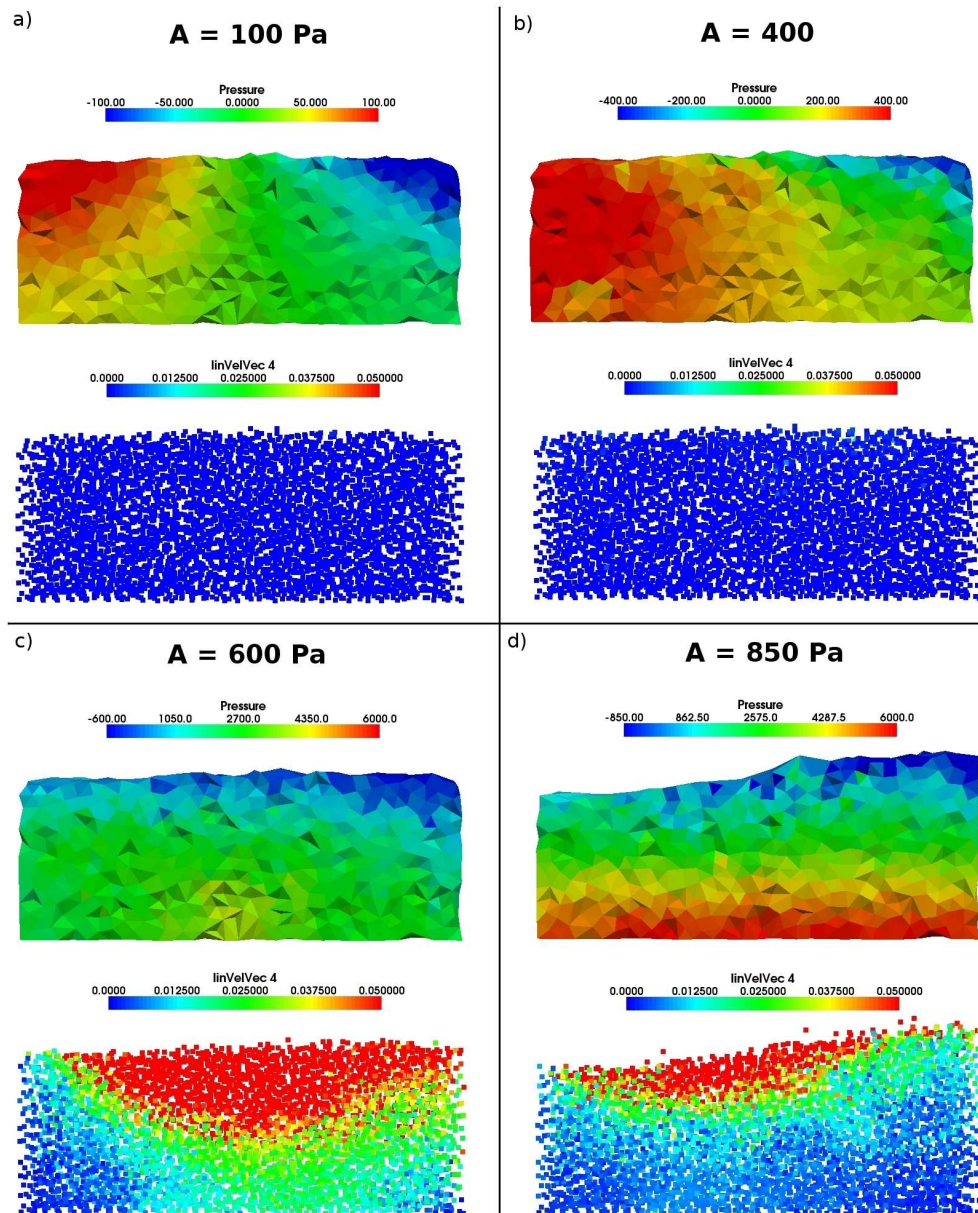 a)
A = 100 Pa
Pressure
-100.00 -50.000 0.0000 50.000 100.00
linVelVec 4
0.0000 0.012500 0.025000 0.037500 0.050000
b)
A = 400
Pressure
-400.00 -200.00 0.0000 200.00 400.00
linVelVec 4
0.0000 0.012500 0.025000 0.037500 0.050000
c)
A = 600 Pa
Pressure
-600.00 1050.0 2700.0 4350.0 6000.0
linVelVec 4
0.0000 0.012500 0.025000 0.037500 0.050000
d)
A = 850 Pa
Pressure
-850.00 862.50 2575.0 4287.5 6000.0
linVelVec 4
0.0000 0.012500 0.025000 0.037500 0.050000